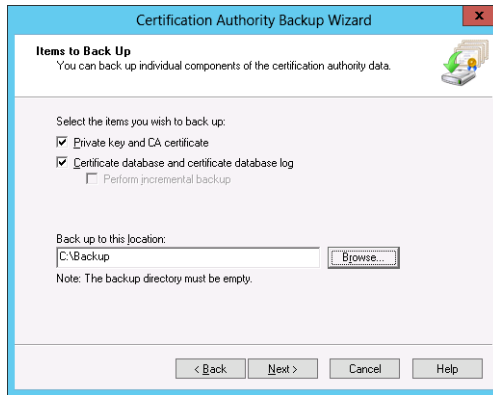 Certification Authority Backup Wizard
x
Items to Back Up
You can back up individual components of the certification authority data.
Select the items you wish to back up:
Private key and CA certificate
Certificate database and certificate database log
Perform incremental backup
Back up to this location:
C:\Backup
Browse...
Note: The backup directory must be empty.
< Back
Next >
Cancel
Help